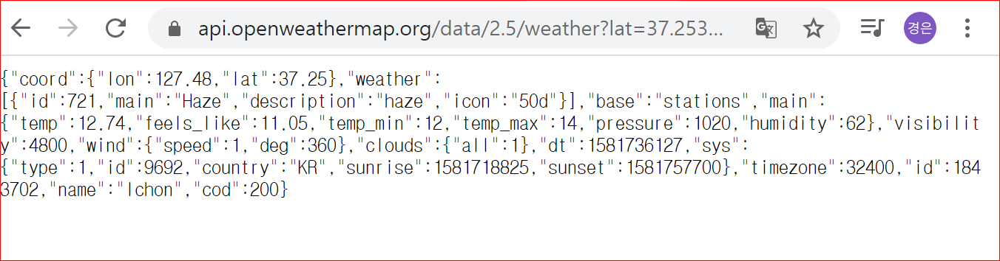 api.openweathermap.org/data/2.5/weather?lat=37.253...
경은
{"coord":{"lon":127.48,"lat":37.25},"weather":
[{"id":721,"main":"Haze","description":"haze","icon":"50d"}],"base":"stations","main":
{"temp":12.74,"feels_like":11.05,"temp_min":12,"temp_max":14,"pressure":1020,"humidity":62},"visibilit
y":4800,"wind":{"speed":1,"deg":360},"clouds":{"all":1},"dt":1581736127,"sys":
{"type":1,"id":9692,"country":"KR","sunrise":1581718825,"sunset":1581757700},"timezone":32400,"id":184
3702,"name":"Ichon","cod":200}